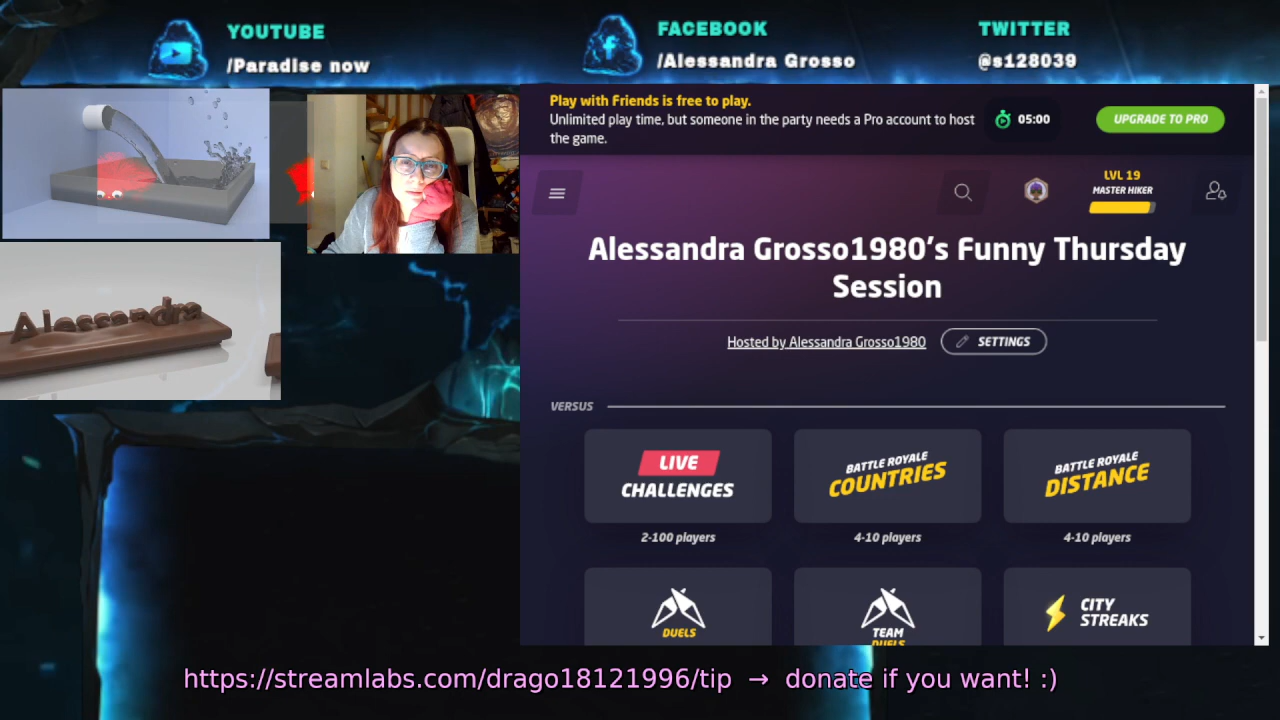 YOUTUBE
/Paradise now
FACEBOOK
/Alessandra Grosso
TWITTER
@s128039
Play with Friends is free to play.
Unlimited play time, but someone in the party needs a Pro account to host
the game.
05:00
UPGRADE TO PRO
LVL 19
MASTER HIKER
Alessandra Grosso1980's Funny Thursday
Session
Hosted by Alessandra Grosso1980
SETTINGS
VERSUS
LIVE
CHALLENGES
2-100 players
BATTLE ROYALE
COUNTRIES
4-10 players
BATTLE ROYALE
DISTANCE
4-10 players
DUELS
TEAM
DUELS
CITY
STREAKS
Alessandra
https://streamlabs.com/drago18121996/tip → donate if you want! :)